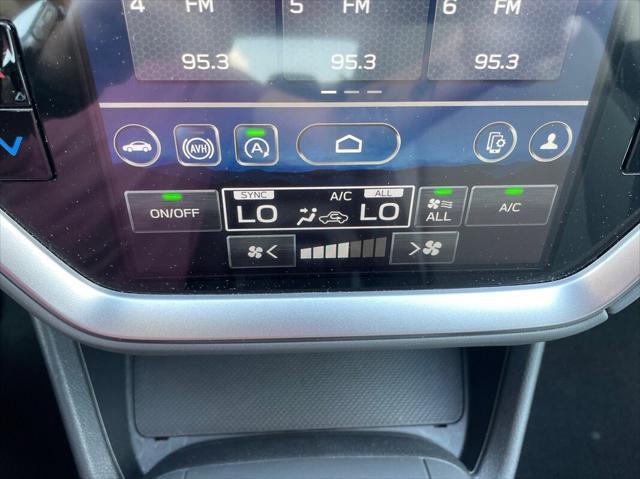 4 FM 5 FM 6 FM
95.3 95.3 95.3
AVH A
SYNC A/C ALL
ON/OFF LO LO ALL A/C
< >